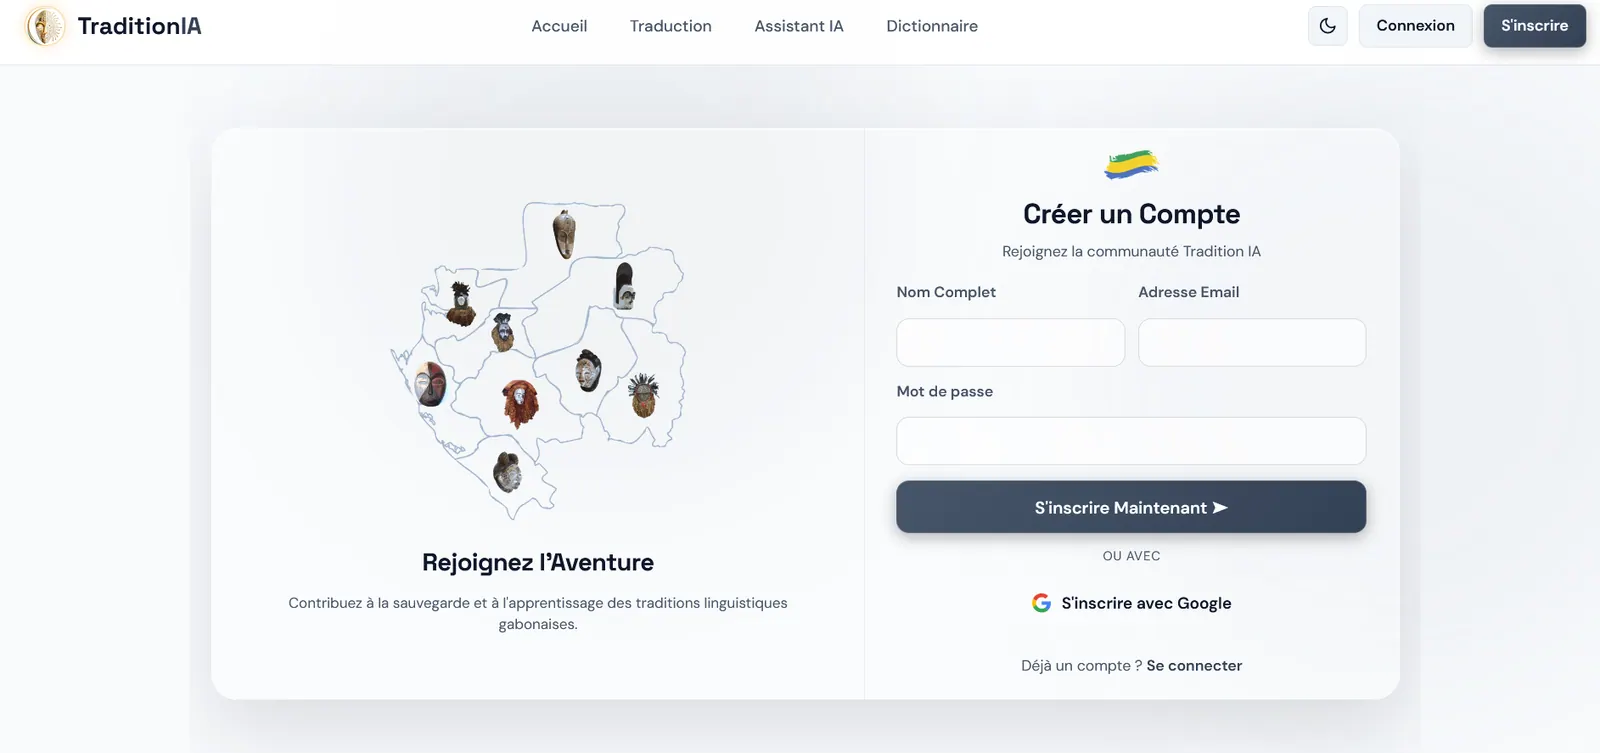 TraditionIA
Accueil
Traduction
Assistant IA
Dictionnaire
Connexion
S'inscrire
Rejoignez l'Aventure
Contribuez à la sauvegarde et à l'apprentissage des traditions linguistiques
gabonaises.
Créer un Compte
Rejoignez la communauté Tradition IA
Nom Complet
Adresse Email
Mot de passe
S'inscrire Maintenant ➤
OU AVEC
S'inscrire avec Google
Déjà un compte ? Se connecter